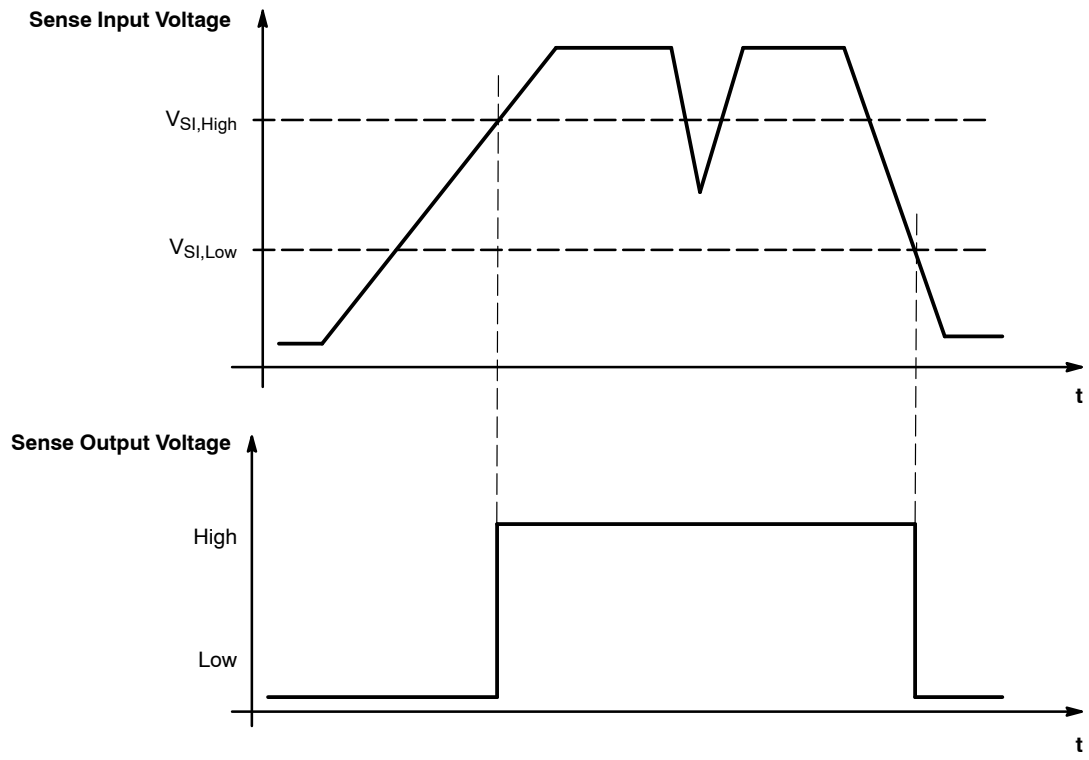 Sense Input Voltage
V_SI,High
V_SI,Low
t
Sense Output Voltage
High
Low
t